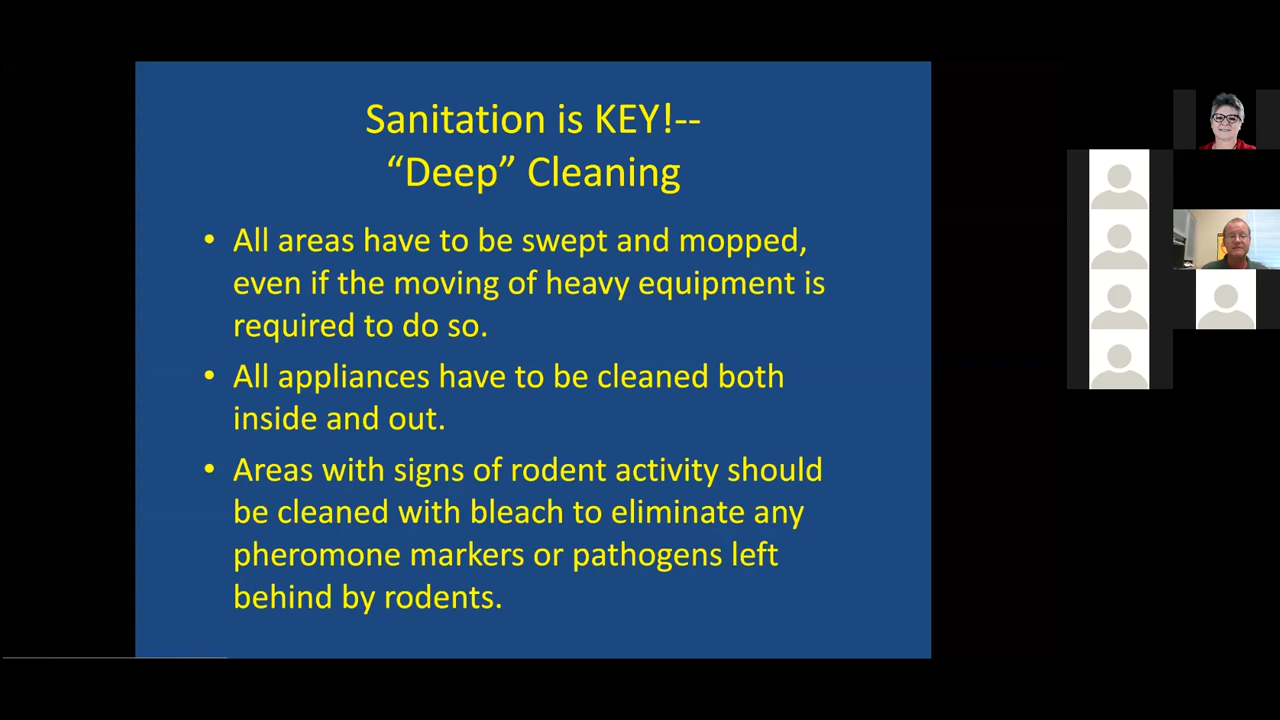 Sanitation is KEY!--
“Deep” Cleaning
• All areas have to be swept and mopped,
even if the moving of heavy equipment is
required to do so.
• All appliances have to be cleaned both
inside and out.
• Areas with signs of rodent activity should
be cleaned with bleach to eliminate any
pheromone markers or pathogens left
behind by rodents.